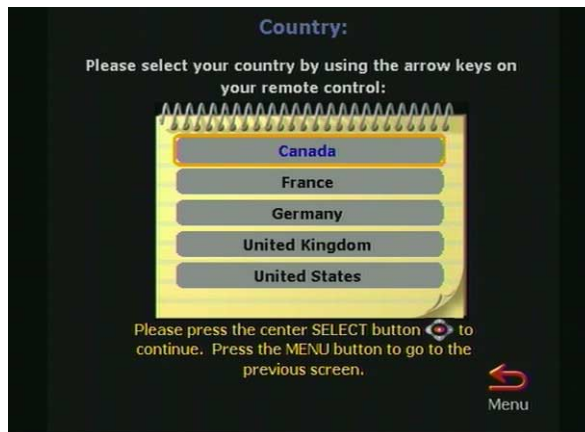 Country:
Please select your country by using the arrow keys on
your remote control:
Canada
France
Germany
United Kingdom
United States
Please press the center SELECT button to
continue. Press the MENU button to go to the
previous screen.
Menu